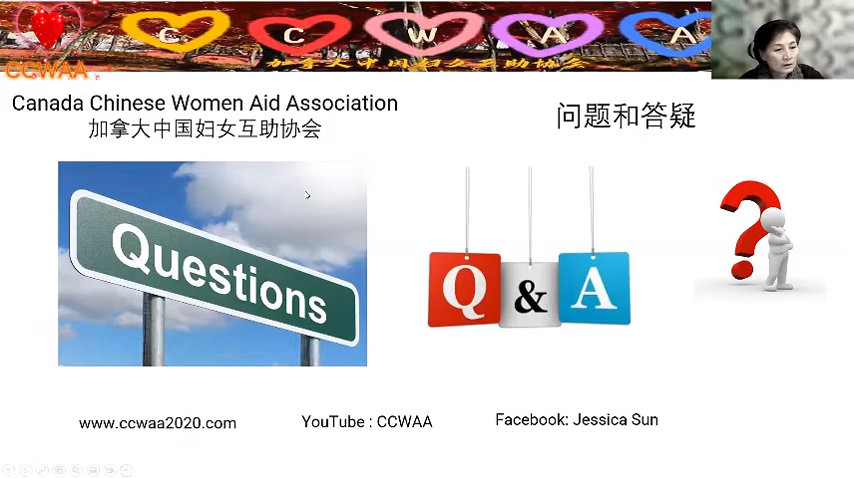 C C W A A
CCWAA
加拿大中国妇女互助协会
Canada Chinese Women Aid Association
加拿大中国妇女互助协会
问题和答疑
Questions
Q & A
?
www.ccwaa2020.com
YouTube : CCWAA
Facebook: Jessica Sun